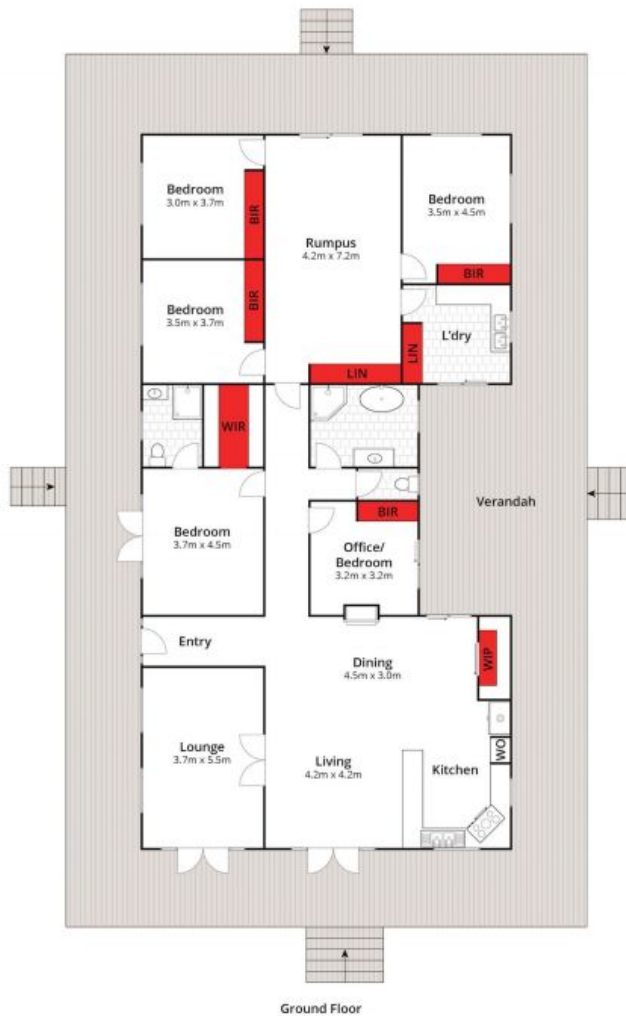 Bedroom
3.0m x 3.7m
BIR
Rumpus
4.2m x 7.2m
Bedroom
3.5m x 4.5m
BIR
Bedroom
3.5m x 3.7m
BIR
L'dry
LIN
LIN
WIR
Verandah
Bedroom
3.7m x 4.5m
BIR
Office/
Bedroom
3.2m x 3.2m
Entry
Dining
4.5m x 3.0m
WIP
Lounge
3.7m x 5.5m
Living
4.2m x 4.2m
Kitchen
WO
Ground Floor